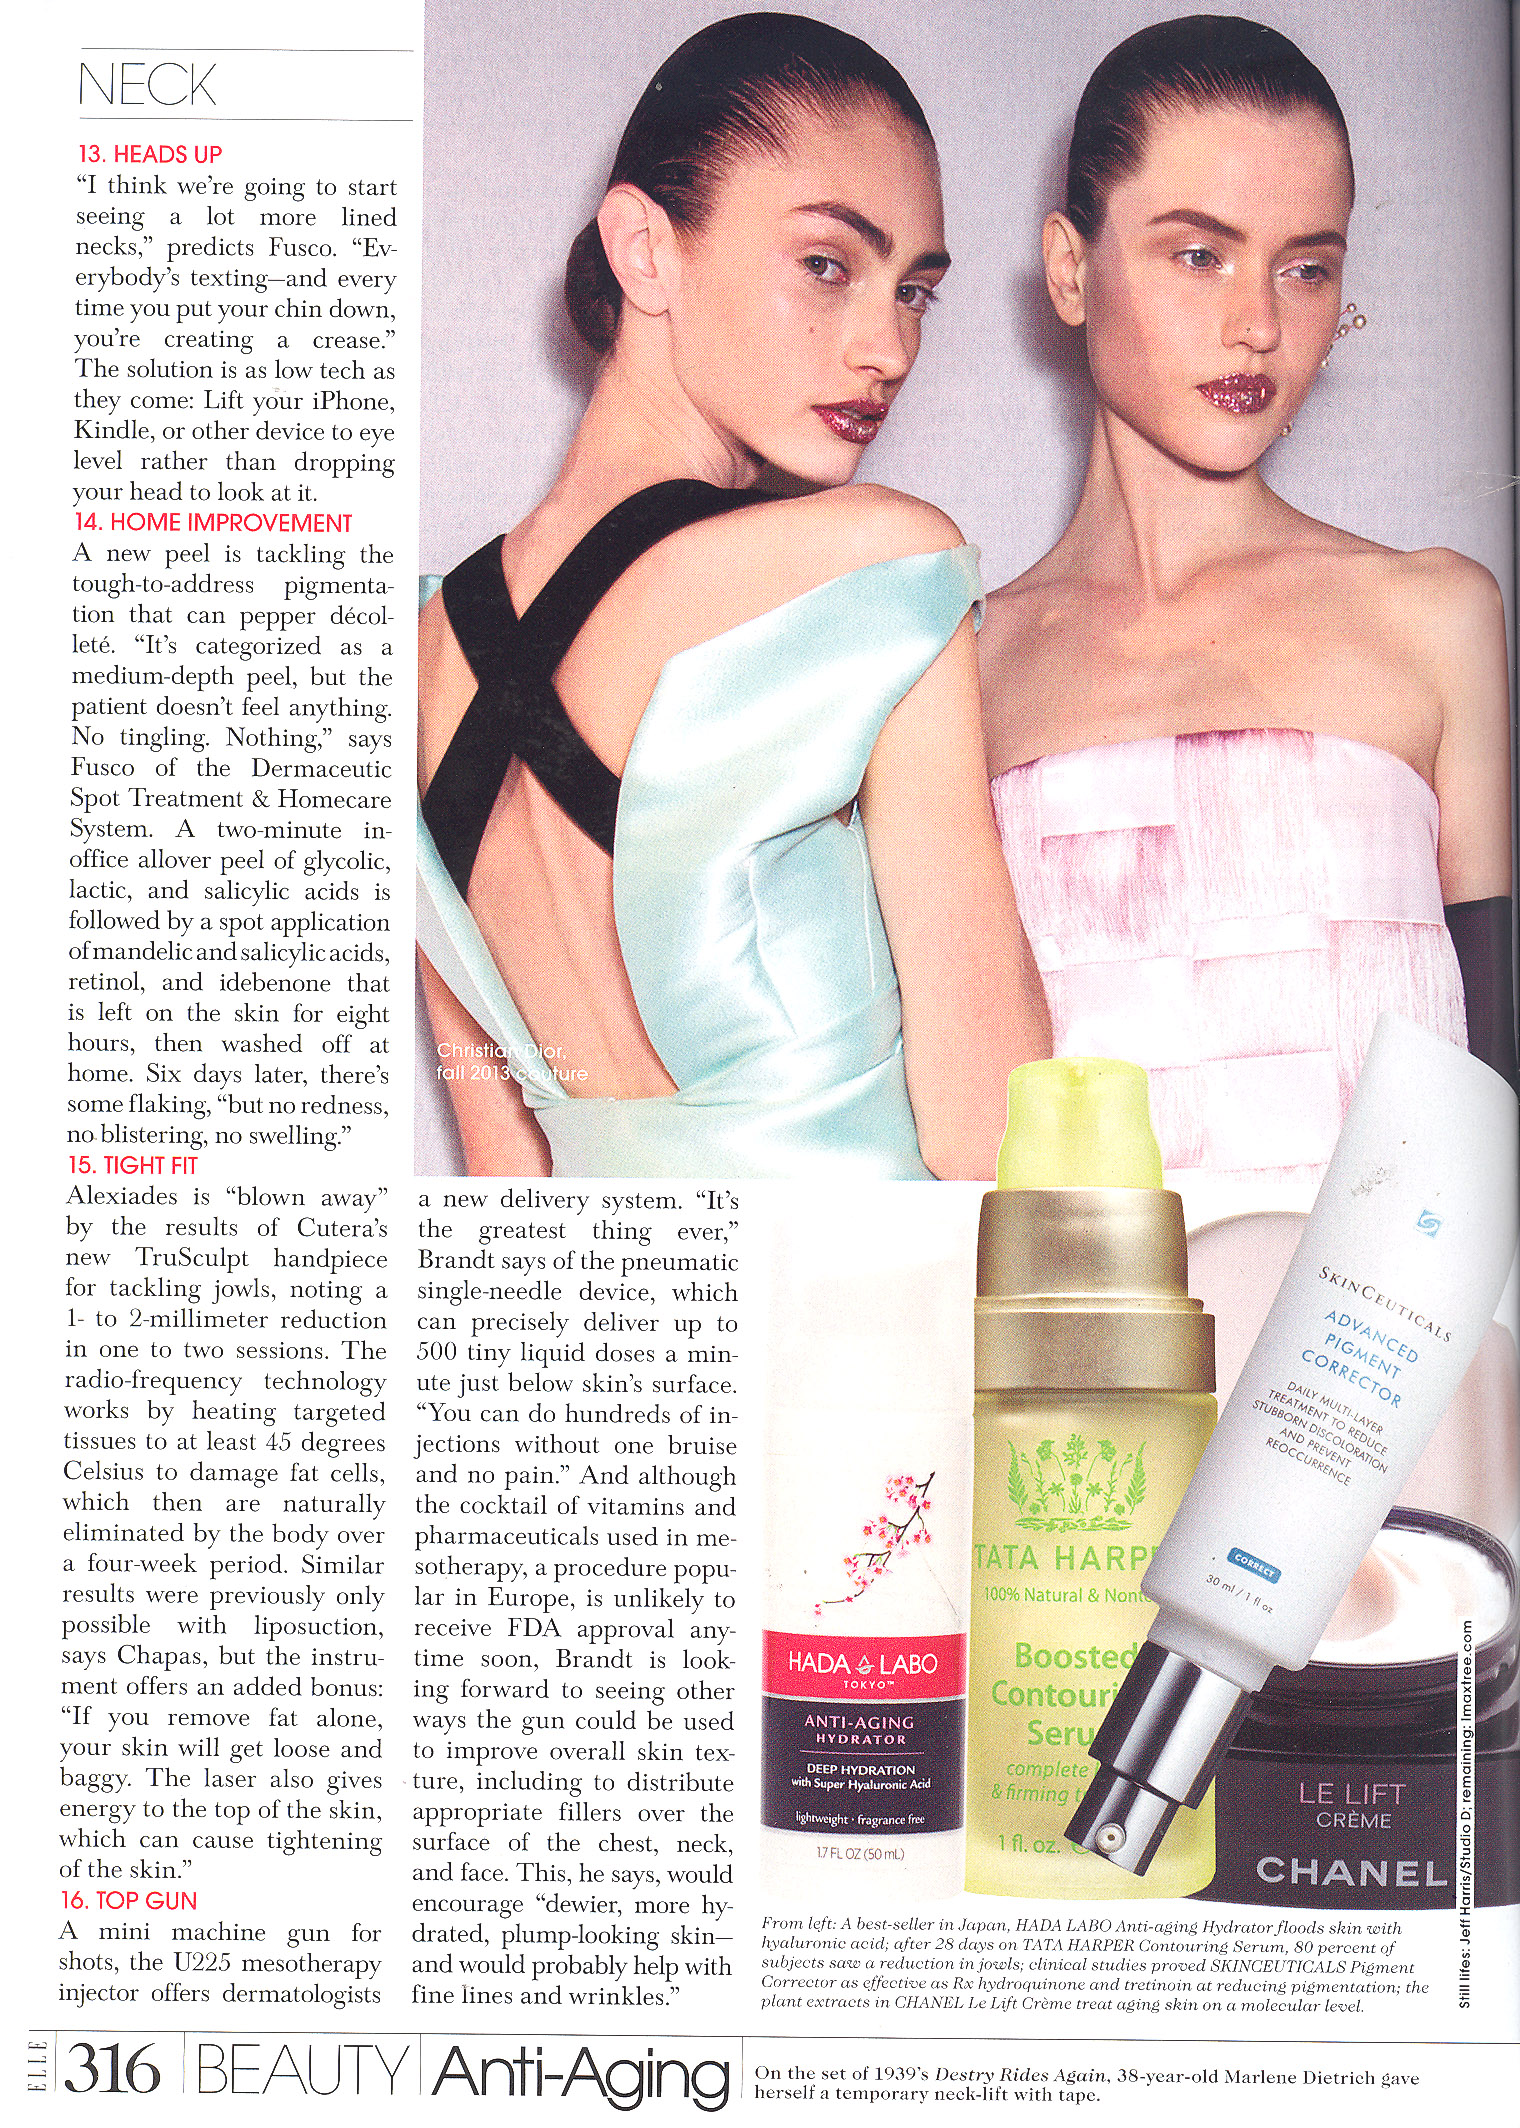 NECK
13. HEADS UP
“I think we’re going to start
seeing a lot more lined
necks,” predicts Fusco. “Ev-
erybody’s texting—and every
time you put your chin down,
you’re creating a crease.”
The solution is as low tech as
they come: Lift your iPhone,
Kindle, or other device to eye
level rather than dropping
your head to look at it.
14. HOME IMPROVEMENT
A new peel is tackling the
tough-to-address pigmenta-
tion that can pepper décol-
leté. “It’s categorized as a
medium-depth peel, but the
patient doesn’t feel anything.
No tingling. Nothing,” says
Fusco of the Dermaceutic
Spot Treatment & Homecare
System. A two-minute in-
office allover peel of glycolic,
lactic, and salicylic acids is
followed by a spot application
of mandelic and salicylic acids,
retinol, and idebenone that
is left on the skin for eight
hours, then washed off at
home. Six days later, there’s
some flaking, “but no redness,
no blistering, no swelling.”
15. TIGHT FIT
Alexiades is “blown away”
by the results of Cutera’s
new TruSculpt handpiece
for tackling jowls, noting a
1- to 2-millimeter reduction
in one to two sessions. The
radio-frequency technology
works by heating targeted
tissues to at least 45 degrees
Celsius to damage fat cells,
which then are naturally
eliminated by the body over
a four-week period. Similar
results were previously only
possible with liposuction,
says Chapas, but the instru-
ment offers an added bonus:
“If you remove fat alone,
your skin will get loose and
baggy. The laser also gives
energy to the top of the skin,
which can cause tightening
of the skin.”
16. TOP GUN
A mini machine gun for
shots, the U225 mesotherapy
injector offers dermatologists
a new delivery system. “It’s
the greatest thing ever,”
Brandt says of the pneumatic
single-needle device, which
can precisely deliver up to
500 tiny liquid doses a min-
ute just below skin’s surface.
“You can do hundreds of in-
jections without one bruise
and no pain.” And although
the cocktail of vitamins and
pharmaceuticals used in me-
sotherapy, a procedure popu-
lar in Europe, is unlikely to
receive FDA approval any-
time soon, Brandt is look-
ing forward to seeing other
ways the gun could be used
to improve overall skin tex-
ture, including to distribute
appropriate fillers over the
surface of the chest, neck,
and face. This, he says, would
encourage “dewier, more hy-
drated, plump-looking skin—
and would probably help with
fine lines and wrinkles.”
Christian Dior,
fall 2013 couture
HADA LABO
TOKYO™
ANTI-AGING
HYDRATOR
DEEP HYDRATION
with Super Hyaluronic Acid
lightweight • fragrance free
1.7 FL OZ (50 mL)
TATA HARPE
100% Natural & Nont
Boosted
Contouri
Seru
complete
& firming t
1 fl. oz.
SKINCEUTICALS
ADVANCED
PIGMENT
CORRECTOR
DAILY MULTI-LAYER
TREATMENT TO REDUCE
STUBBORN DISCOLORATION
AND PREVENT
REOCCURRENCE
CORRECT
30 ml / 1 fl oz
LE LIFT
CRÈME
CHANEL
Still lifes: Jeff Harris/Studio D; remaining: Imaxtree.com
From left: A best-seller in Japan, HADA LABO Anti-aging Hydrator floods skin with
hyaluronic acid; after 28 days on TATA HARPER Contouring Serum, 80 percent of
subjects saw a reduction in jowls; clinical studies proved SKINCEUTICALS Pigment
Corrector as effective as Rx hydroquinone and tretinoin at reducing pigmentation; the
plant extracts in CHANEL Le Lift Crème treat aging skin on a molecular level.
ELLE
316 BEAUTY Anti-Aging
On the set of 1939’s Destry Rides Again, 38-year-old Marlene Dietrich gave
herself a temporary neck-lift with tape.